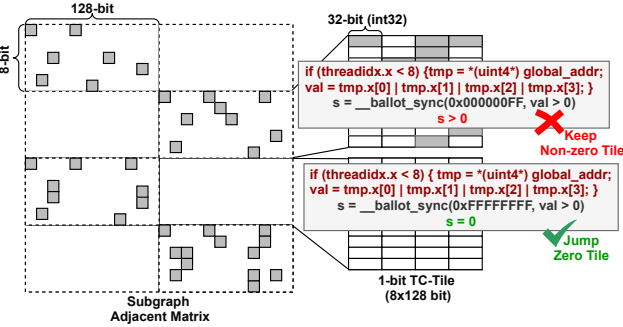 128-bit
8-bit
32-bit (int32)
if (threadidx.x < 8) {tmp = *(uint4*) global_addr;
val = tmp.x[0] | tmp.x[1] | tmp.x[2] | tmp.x[3]; }
s = __ballot_sync(0x000000FF, val > 0)
s > 0
Keep
Non-zero Tile
if (threadidx.x < 8) { tmp = *(uint4*) global_addr;
val = tmp.x[0] | tmp.x[1] | tmp.x[2] | tmp.x[3]; }
s = __ballot_sync(0xFFFFFFFF, val > 0)
s = 0
Jump
Zero Tile
1-bit TC-Tile
(8x128 bit)
Subgraph
Adjacent Matrix